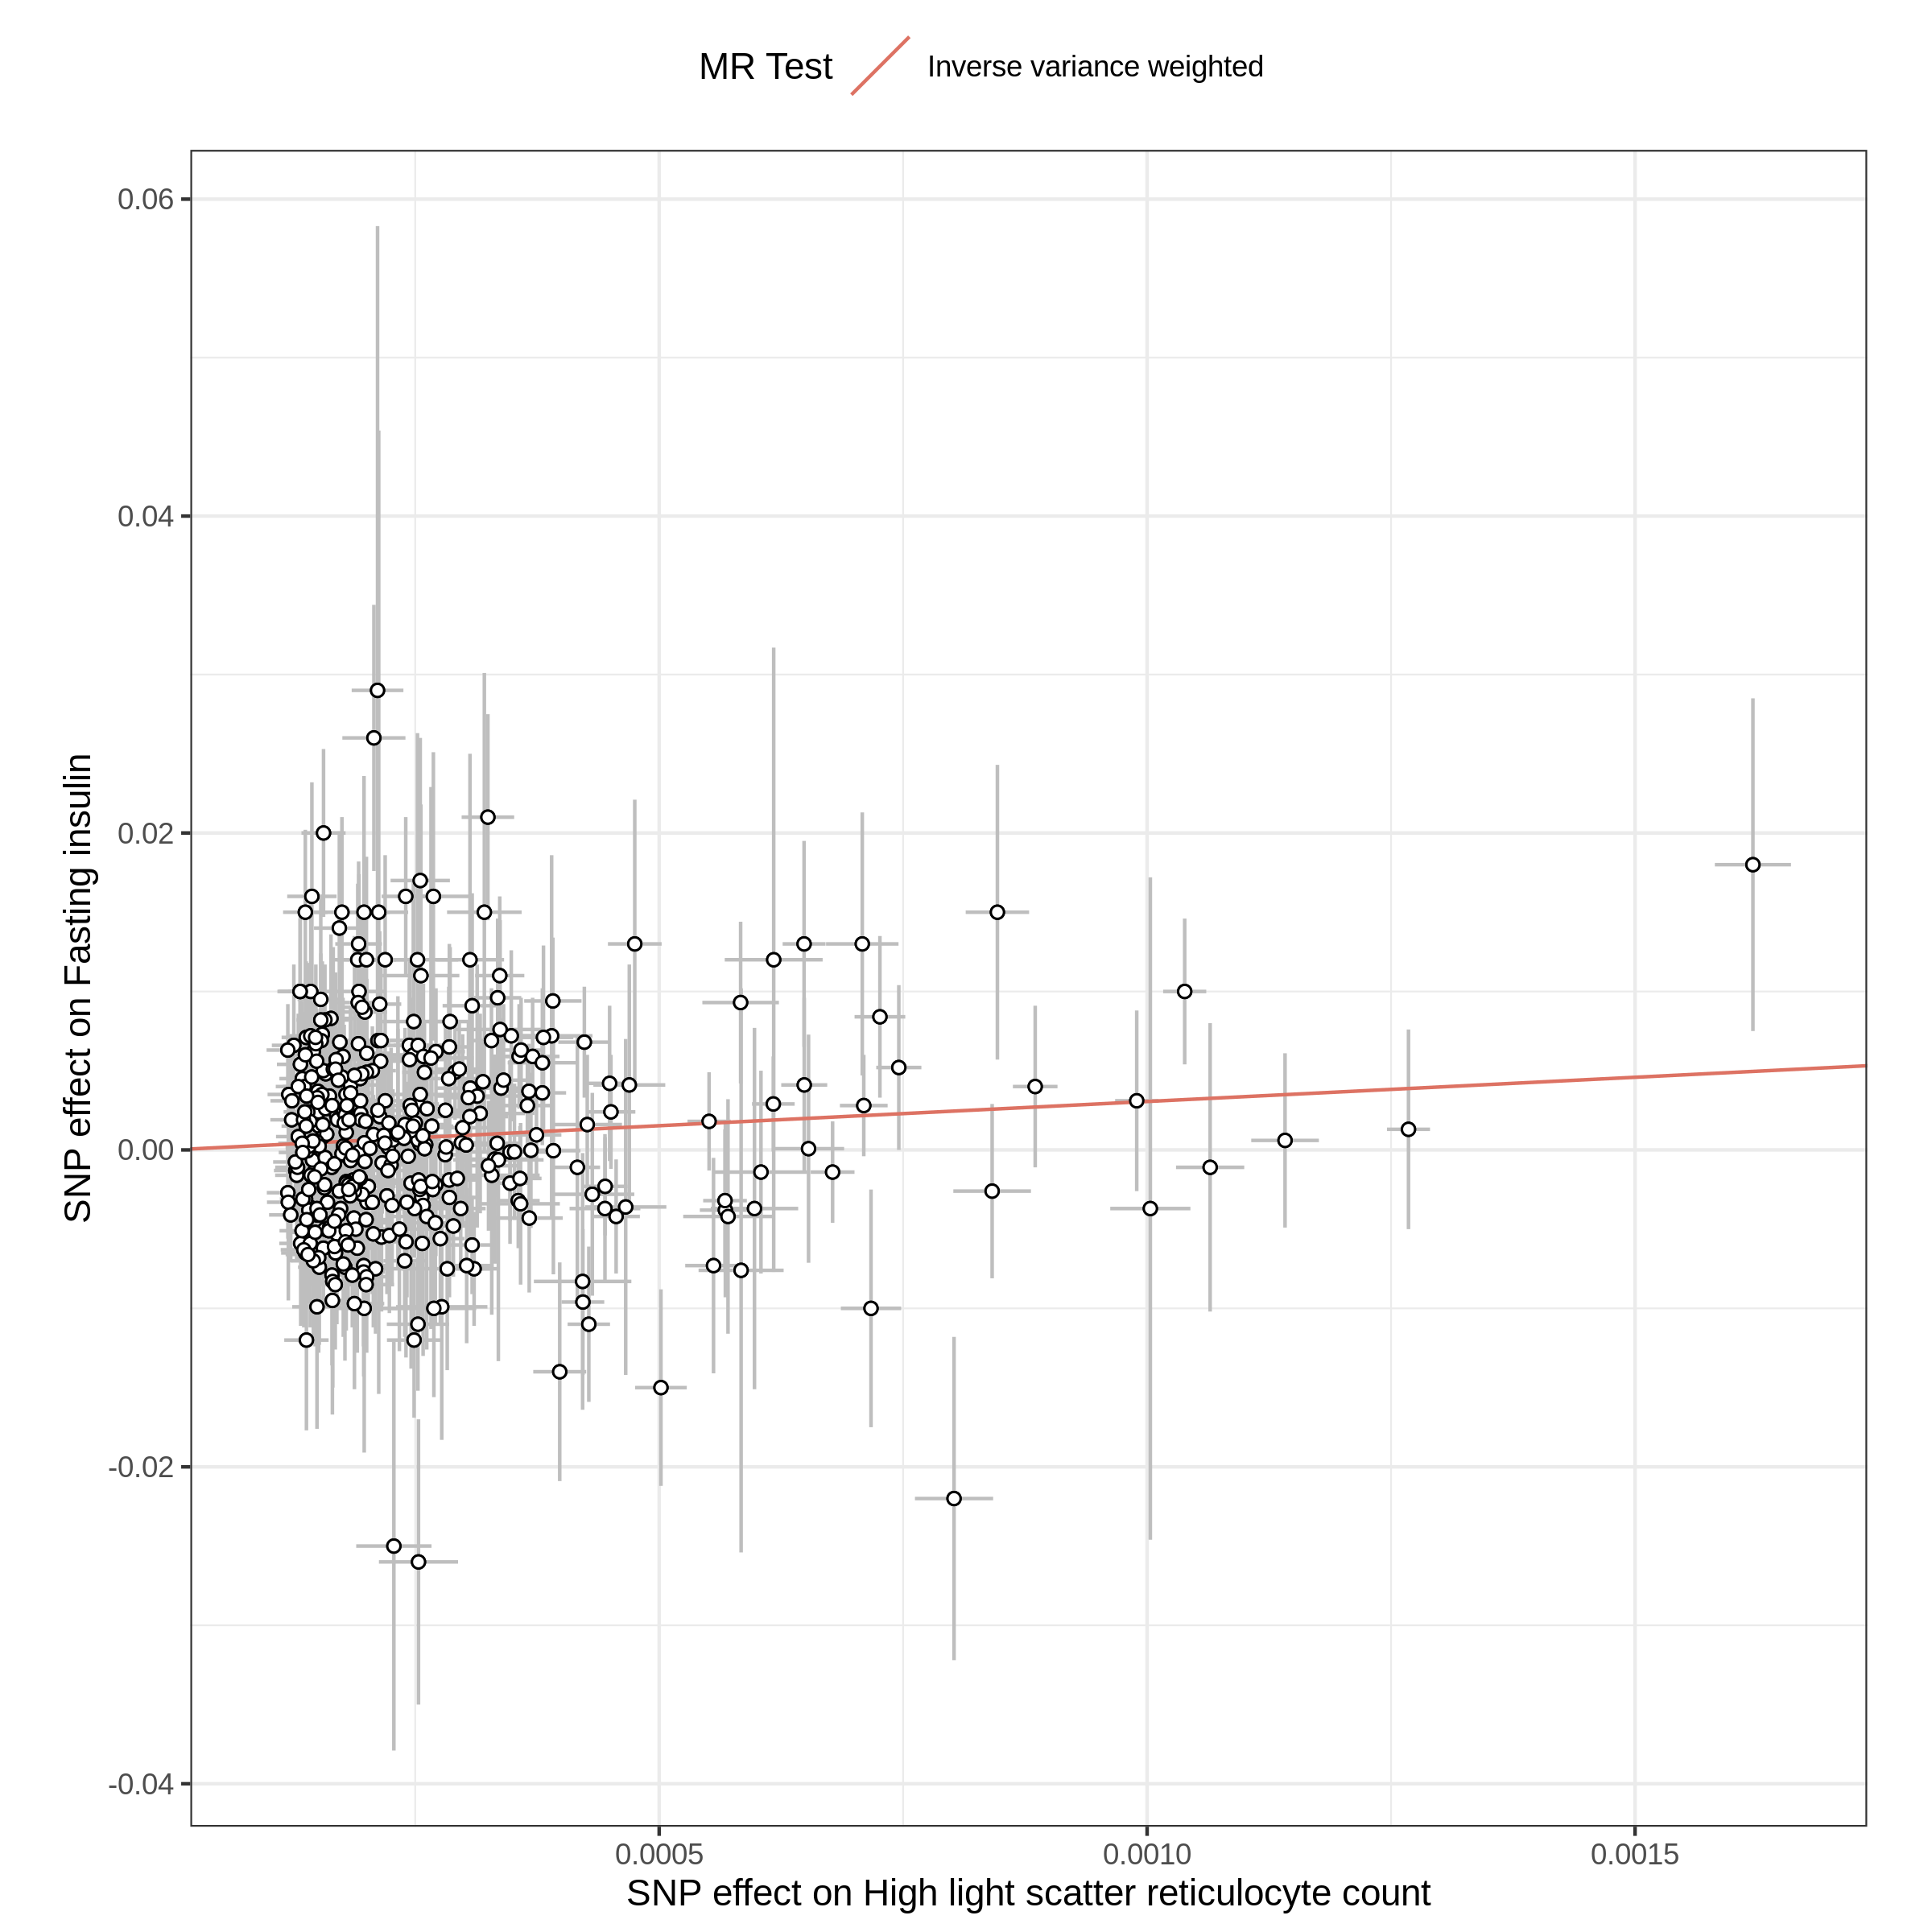 MR Test Inverse variance weighted
0.06
0.04
0.02
0.00
-0.02
-0.04
SNP effect on Fasting insulin
0.0005 0.0010 0.0015
SNP effect on High light scatter reticulocyte count